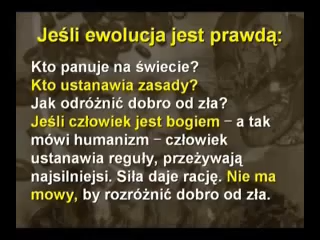 Jeśli ewolucja jest prawdą:
Kto panuje na świecie?
Kto ustanawia zasady?
Jak odróżnić dobro od zła?
Jeśli człowiek jest bogiem – a tak
mówi humanizm – człowiek
ustanawia reguły, przeżywają
najsilniejsi. Siła daje rację. Nie ma
mowy, by rozróżnić dobro od zła.